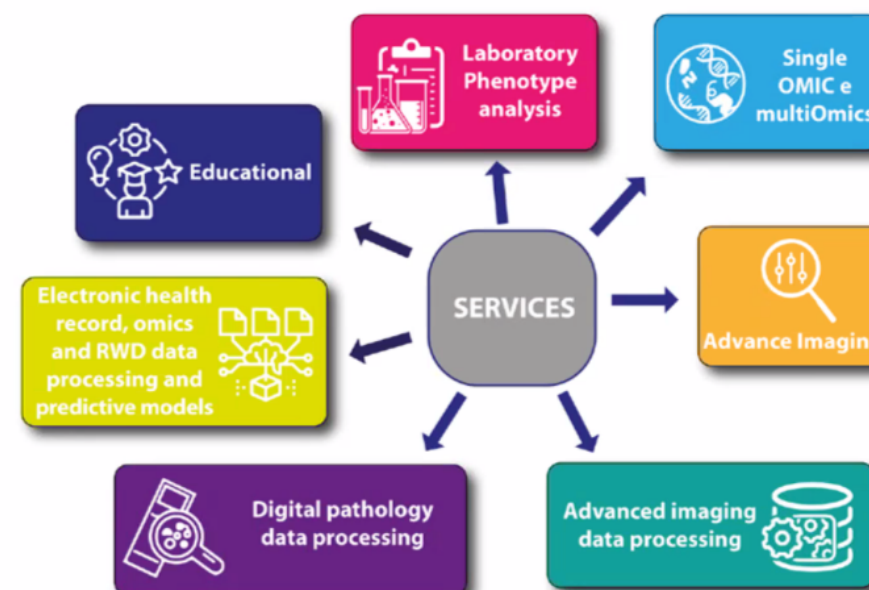 Laboratory
Phenotype
analysis
Single
OMIC e
multiOmics
Educational
SERVICES
Advance Imagin
Electronic health
record, omics
and RWD data
processing and
predictive models
Digital pathology
data processing
Advanced imaging
data processing